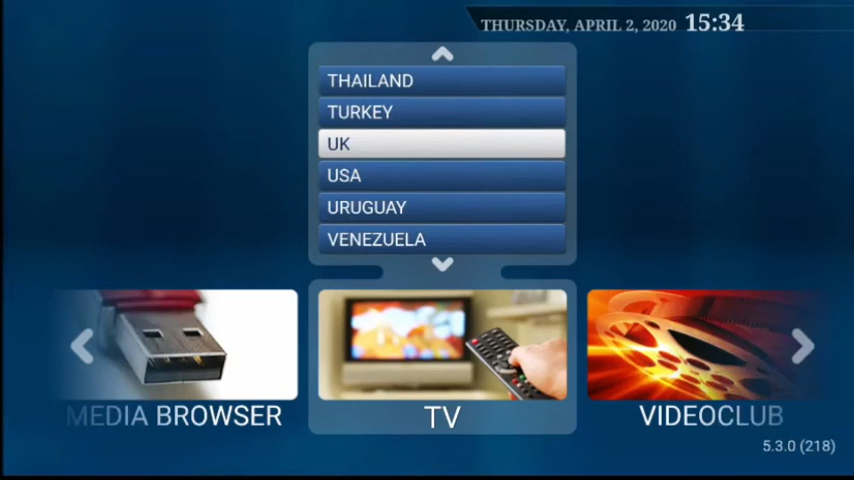 THURSDAY, APRIL 2, 2020 15:34
THAILAND
TURKEY
UK
USA
URUGUAY
VENEZUELA
MEDIA BROWSER
TV
VIDEOCLUB
5.3.0 (218)